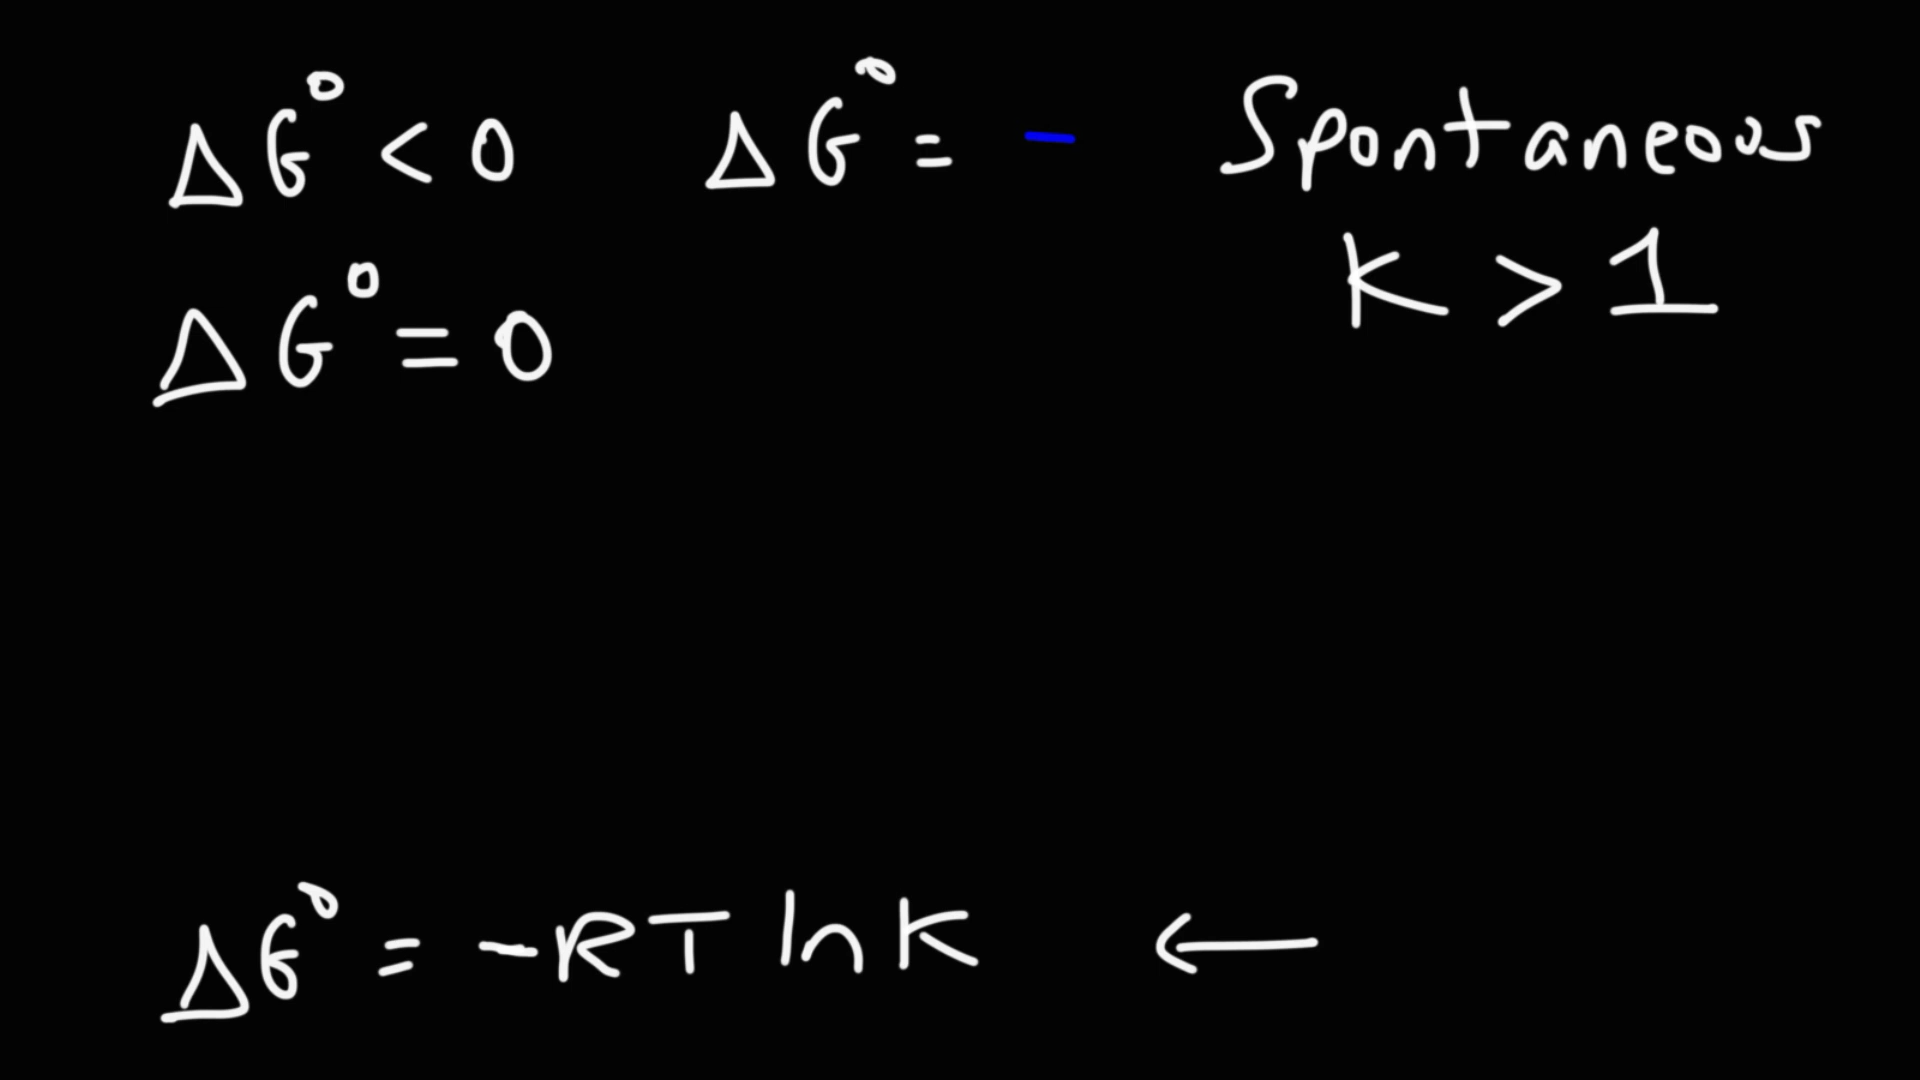 ΔG° < 0 ΔG° = - Spontaneous
K > 1
ΔG° = 0
ΔG° = -RT ln K ←